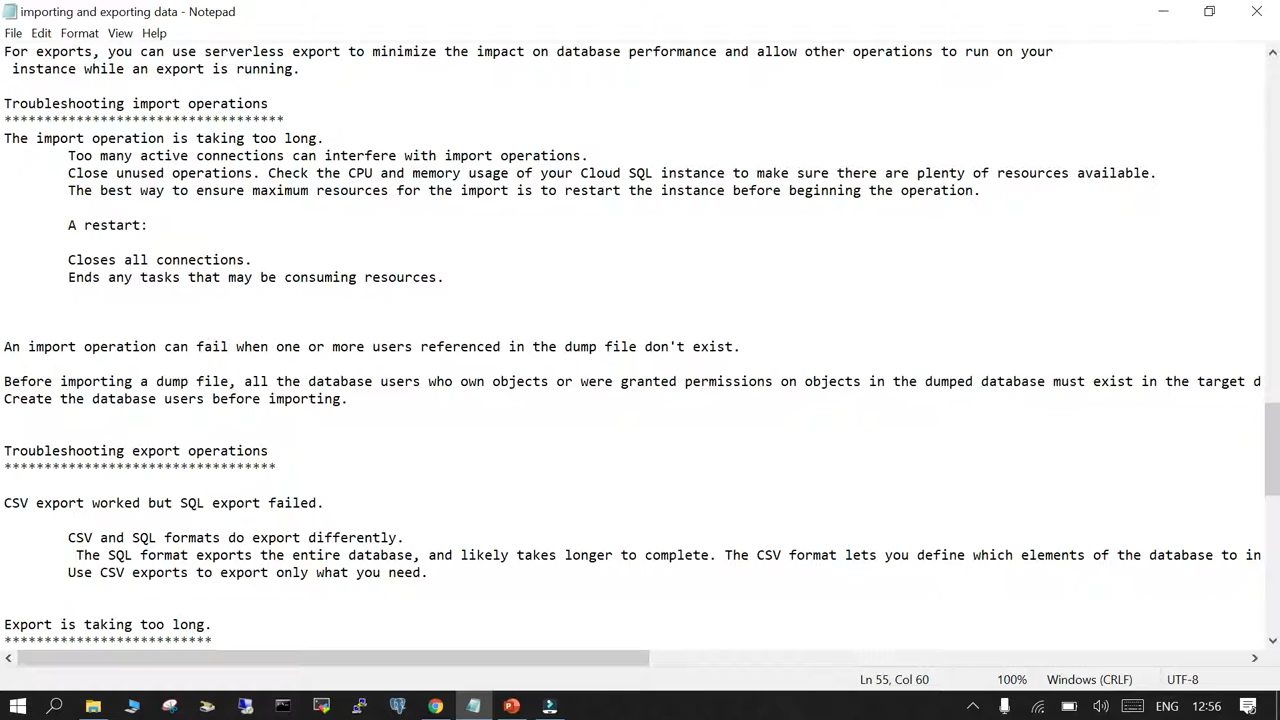 importing and exporting data - Notepad
File Edit Format View Help
For exports, you can use serverless export to minimize the impact on database performance and allow other operations to run on your
instance while an export is running.
Troubleshooting import operations
***********************************
The import operation is taking too long.
Too many active connections can interfere with import operations.
Close unused operations. Check the CPU and memory usage of your Cloud SQL instance to make sure there are plenty of resources available.
The best way to ensure maximum resources for the import is to restart the instance before beginning the operation.
A restart:
Closes all connections.
Ends any tasks that may be consuming resources.
An import operation can fail when one or more users referenced in the dump file don't exist.
Before importing a dump file, all the database users who own objects or were granted permissions on objects in the dumped database must exist in the target d
Create the database users before importing.
Troubleshooting export operations
**********************************
CSV export worked but SQL export failed.
CSV and SQL formats do export differently.
The SQL format exports the entire database, and likely takes longer to complete. The CSV format lets you define which elements of the database to in
Use CSV exports to export only what you need.
Export is taking too long.
**************************
Ln 55, Col 60 100% Windows (CRLF) UTF-8
ENG 12:56